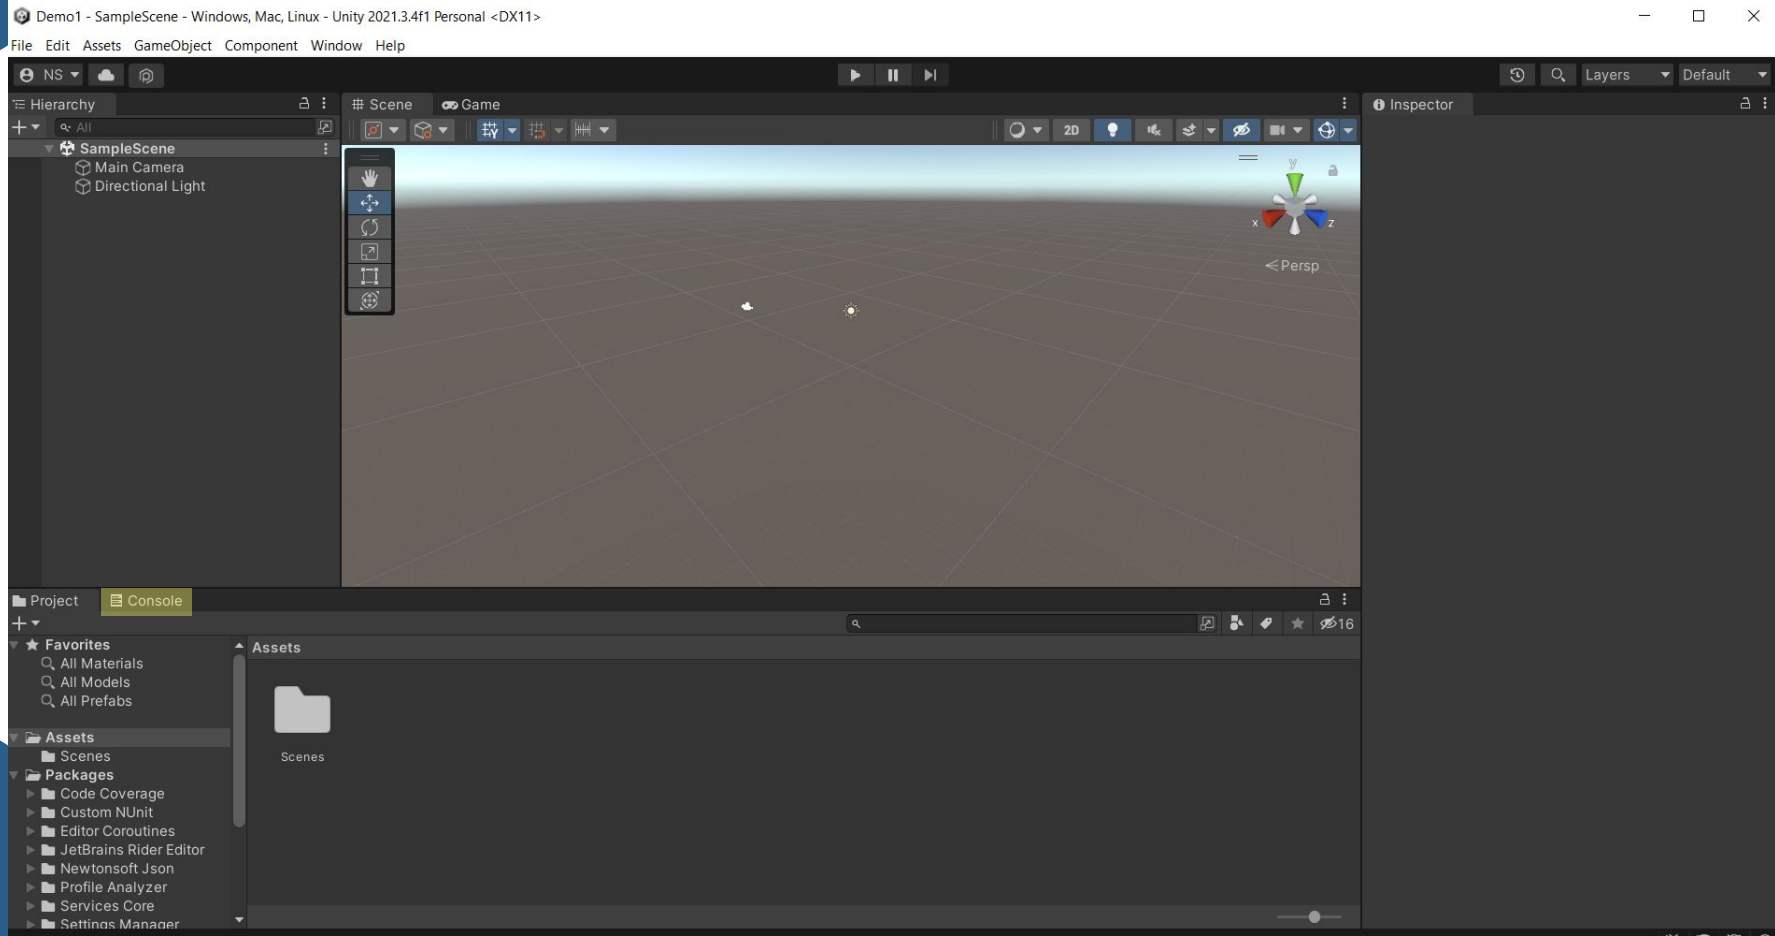 Demo1 - SampleScene - Windows, Mac, Linux - Unity 2021.3.4f1 Personal <DX11>
File Edit Assets GameObject Component Window Help
NS Layers Default
Hierarchy Scene Game Inspector
All 2D
SampleScene
Main Camera
Directional Light
y
x z
Persp
Project Console
16
Favorites
All Materials
All Models
All Prefabs
Assets
Scenes
Packages
Code Coverage
Custom NUnit
Editor Coroutines
JetBrains Rider Editor
Newtonsoft Json
Profile Analyzer
Services Core
Settings Manager
Assets
Scenes